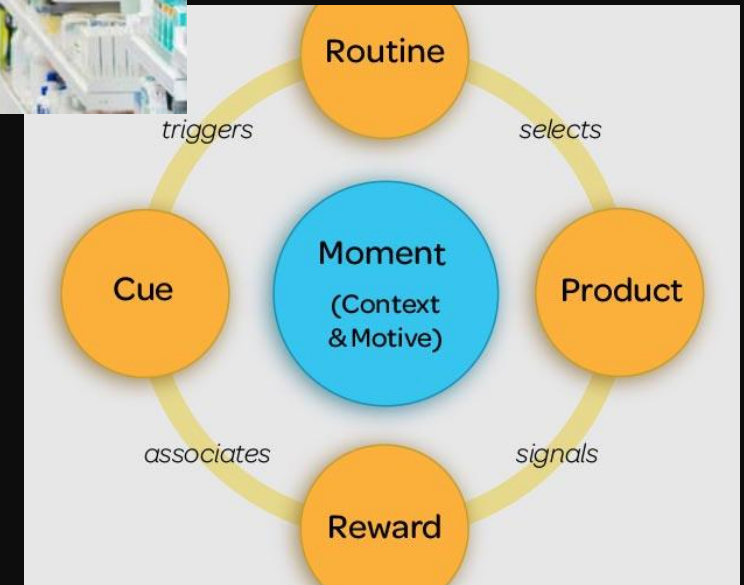 Routine
triggers
selects
Moment
(Context
& Motive)
Cue
Product
associates
signals
Reward